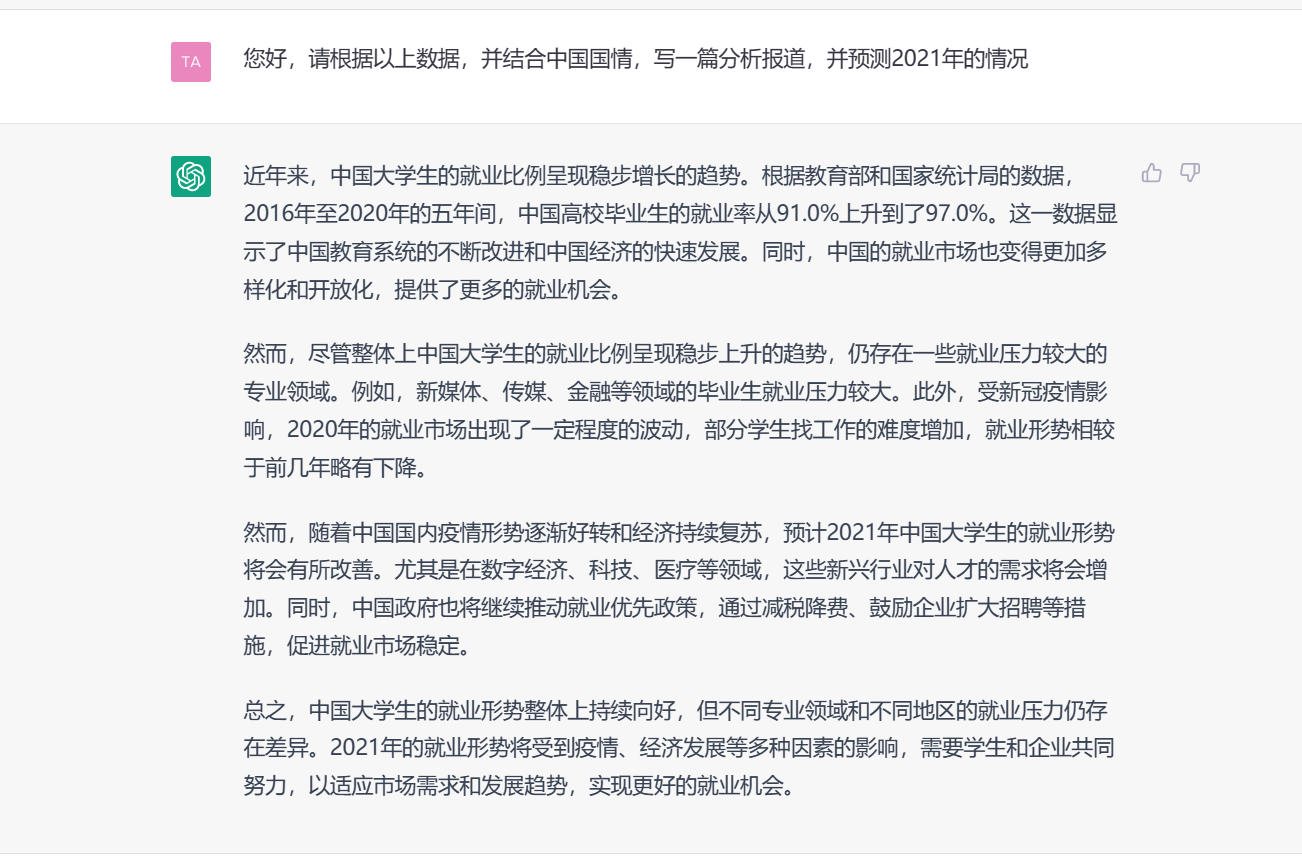 TA
您好，请根据以上数据，并结合中国国情，写一篇分析报道，并预测2021年的情况
近年来，中国大学生的就业比例呈现稳步增长的趋势。根据教育部和国家统计局的数据，
2016年至2020年的五年间，中国高校毕业生的就业率从91.0%上升到了97.0%。这一数据显
示了中国教育系统的不断改进和中国经济的快速发展。同时，中国的就业市场也变得更加多
样化和开放化，提供了更多的就业机会。
然而，尽管整体上中国大学生的就业比例呈现稳步上升的趋势，仍存在一些就业压力较大的
专业领域。例如，新媒体、传媒、金融等领域的毕业生就业压力较大。此外，受新冠疫情影
响，2020年的就业市场出现了一定程度的波动，部分学生找工作的难度增加，就业形势相较
于前几年略有下降。
然而，随着中国国内疫情形势逐渐好转和经济持续复苏，预计2021年中国大学生的就业形势
将会有所改善。尤其是在数字经济、科技、医疗等领域，这些新兴行业对人才的需求将会增
加。同时，中国政府也将继续推动就业优先政策，通过减税降费、鼓励企业扩大招聘等措
施，促进就业市场稳定。
总之，中国大学生的就业形势整体上持续向好，但不同专业领域和不同地区的就业压力仍存
在差异。2021年的就业形势将受到疫情、经济发展等多种因素的影响，需要学生和企业共同
努力，以适应市场需求和发展趋势，实现更好的就业机会。